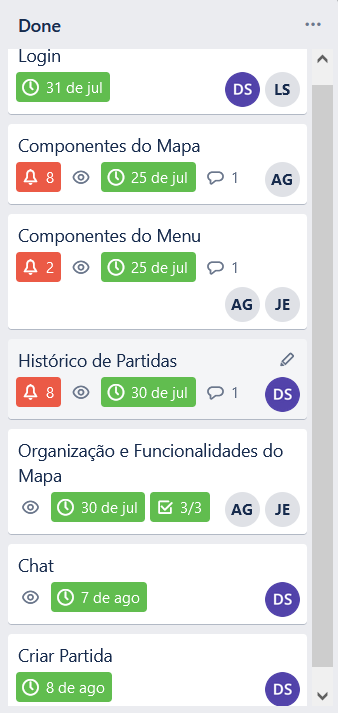 Done
Login
31 de jul
DS LS
Componentes do Mapa
8 25 de jul 1
AG
Componentes do Menu
2 25 de jul 1
AG JE
Histórico de Partidas
8 30 de jul 1
DS
Organização e Funcionalidades do
Mapa
30 de jul 3/3
AG JE
Chat
7 de ago
DS
Criar Partida
8 de ago
DS